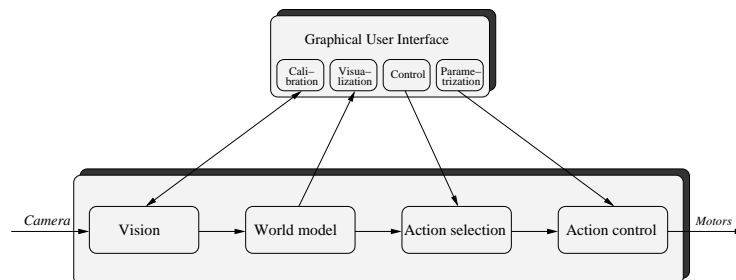 Graphical User Interface
Cali–
bration
Visua–
lization
Control
Parame–
trization
Camera
Vision
World model
Action selection
Action control
Motors